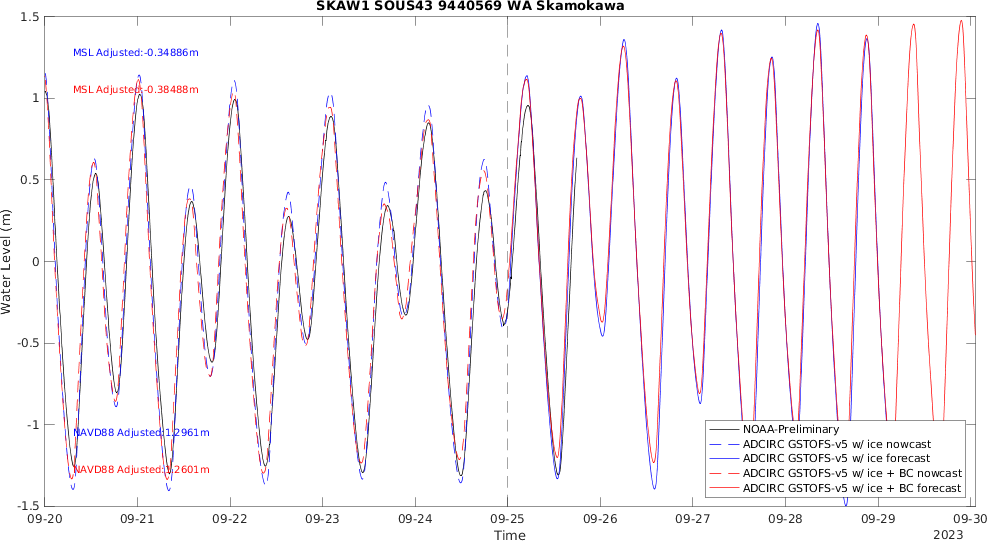 SKAW1 SOUS43 9440569 WA Skamokawa
1.5
1
0.5
0
-0.5
-1
-1.5
Water Level (m)
MSL Adjusted:-0.34886m
MSL Adjusted:-0.38488m
NAVD88 Adjusted:1.2961m
NAVD88 Adjusted:1.2601m
NOAA-Preliminary
ADCIRC GSTOFS-v5 w/ ice nowcast
ADCIRC GSTOFS-v5 w/ ice forecast
ADCIRC GSTOFS-v5 w/ ice + BC nowcast
ADCIRC GSTOFS-v5 w/ ice + BC forecast
09-20 09-21 09-22 09-23 09-24 09-25 09-26 09-27 09-28 09-29 09-30
Time
2023